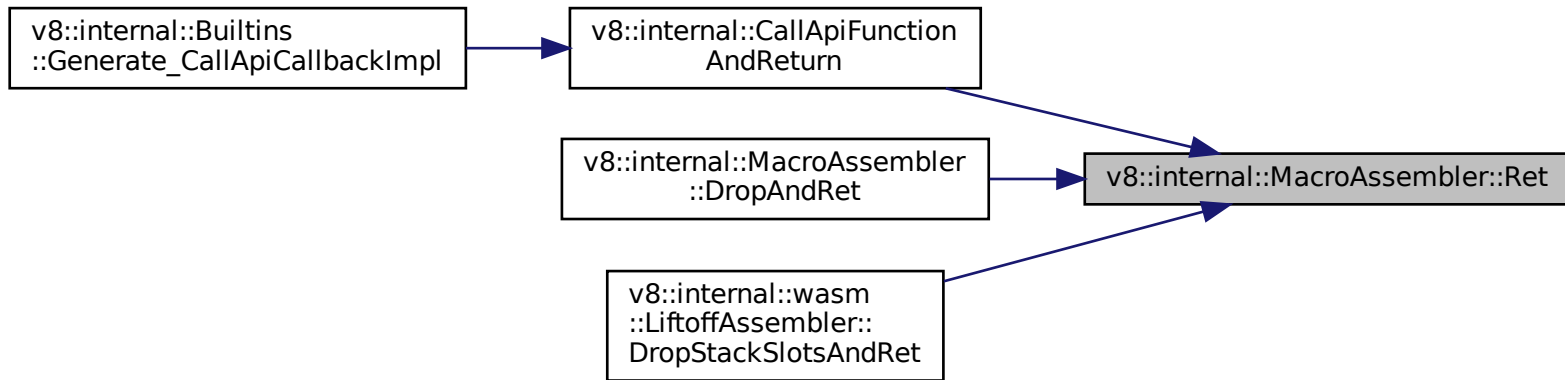 v8::internal::Builtins
::Generate_CallApiCallbackImpl
v8::internal::CallApiFunction
AndReturn
v8::internal::MacroAssembler
::DropAndRet
v8::internal::MacroAssembler::Ret
v8::internal::wasm
::LiftoffAssembler::
DropStackSlotsAndRet